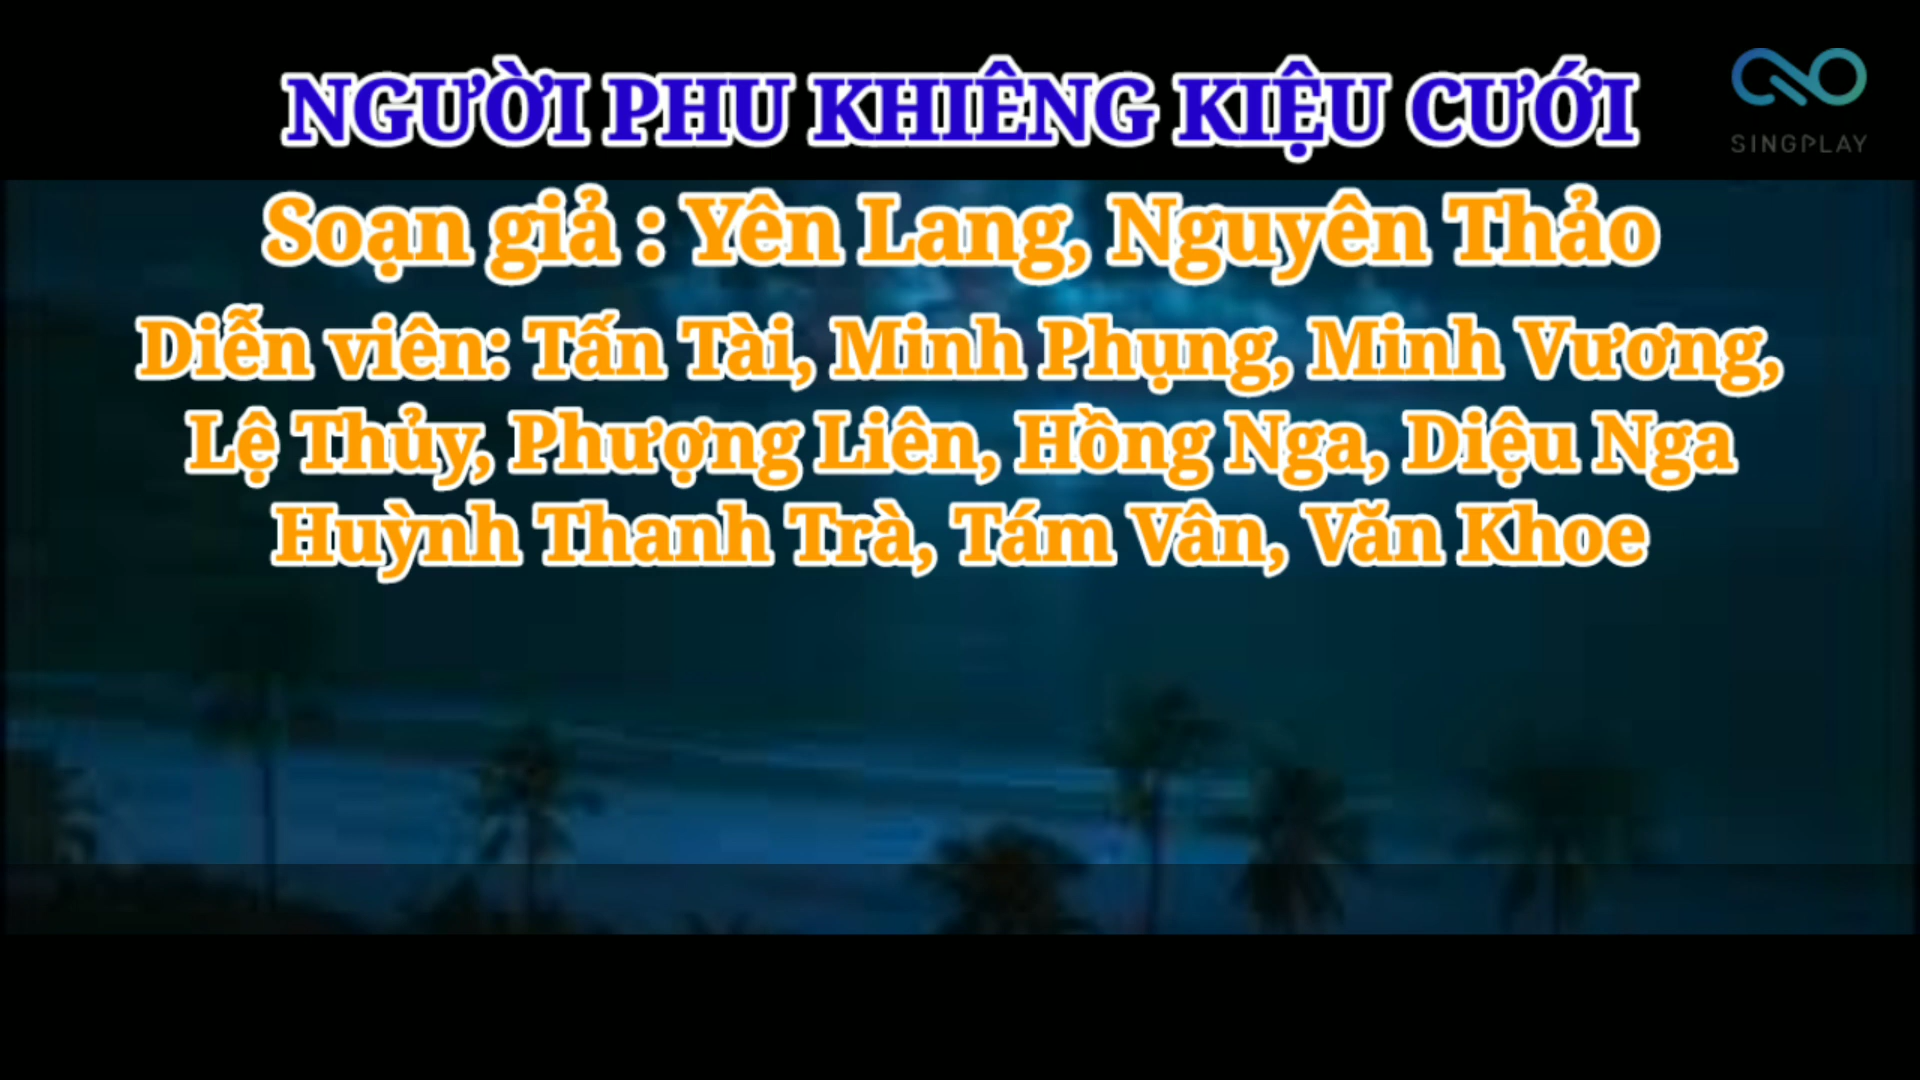 NGƯỜI PHU KHIÊNG KIỆU CƯỚI
SINGPLAY
Soạn giả : Yên Lang, Nguyên Thảo
Diễn viên: Tấn Tài, Minh Phụng, Minh Vương,
Lệ Thủy, Phượng Liên, Hồng Nga, Diệu Nga
Huỳnh Thanh Trà, Tám Vân, Văn Khoe